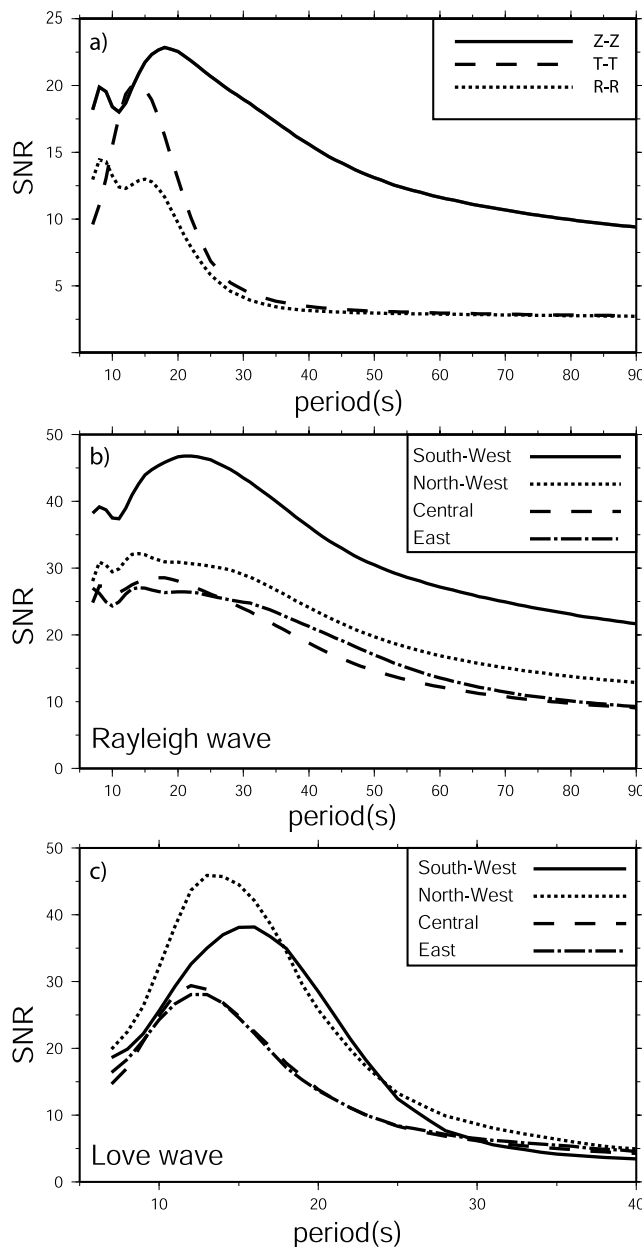 a)
Z-Z
T-T
R-R
25
20
15
10
5
SNR
10 20 30 40 50 60 70 80 90
period(s)
b)
South-West
North-West
Central
East
50
40
30
20
10
0
SNR
Rayleigh wave
10 20 30 40 50 60 70 80 90
period(s)
c)
South-West
North-West
Central
East
50
40
30
20
10
0
SNR
Love wave
10 20 30 40
period(s)